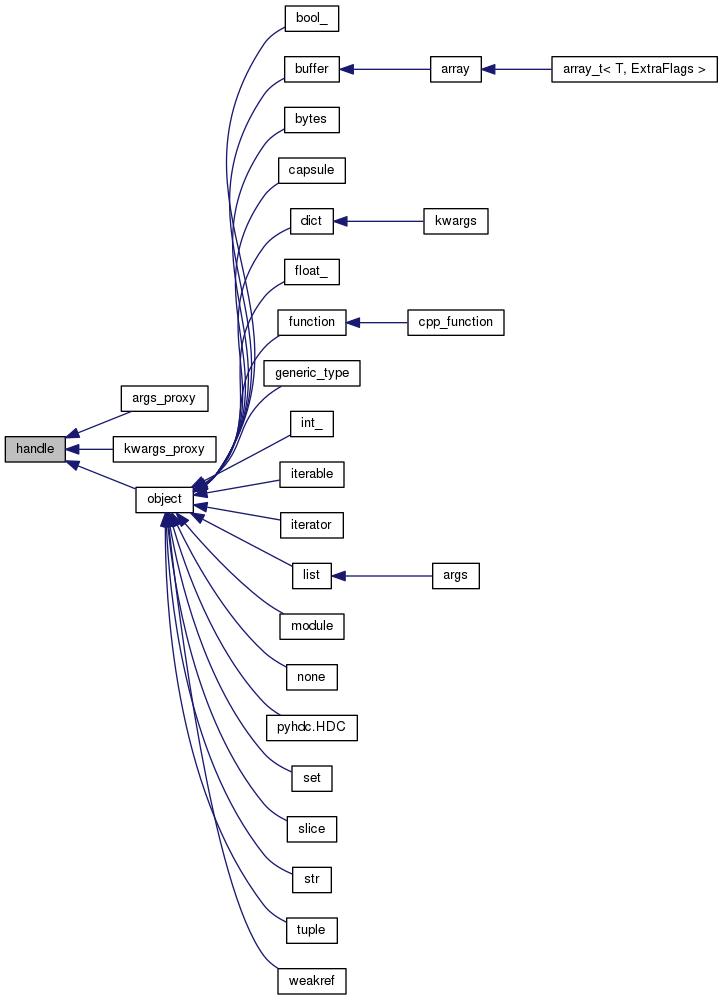 bool_
buffer
array
array_t< T, ExtraFlags >
bytes
capsule
dict
kwargs
float_
function
cpp_function
generic_type
args_proxy
int_
handle
kwargs_proxy
iterable
object
iterator
list
args
module
none
pyhdc.HDC
set
slice
str
tuple
weakref